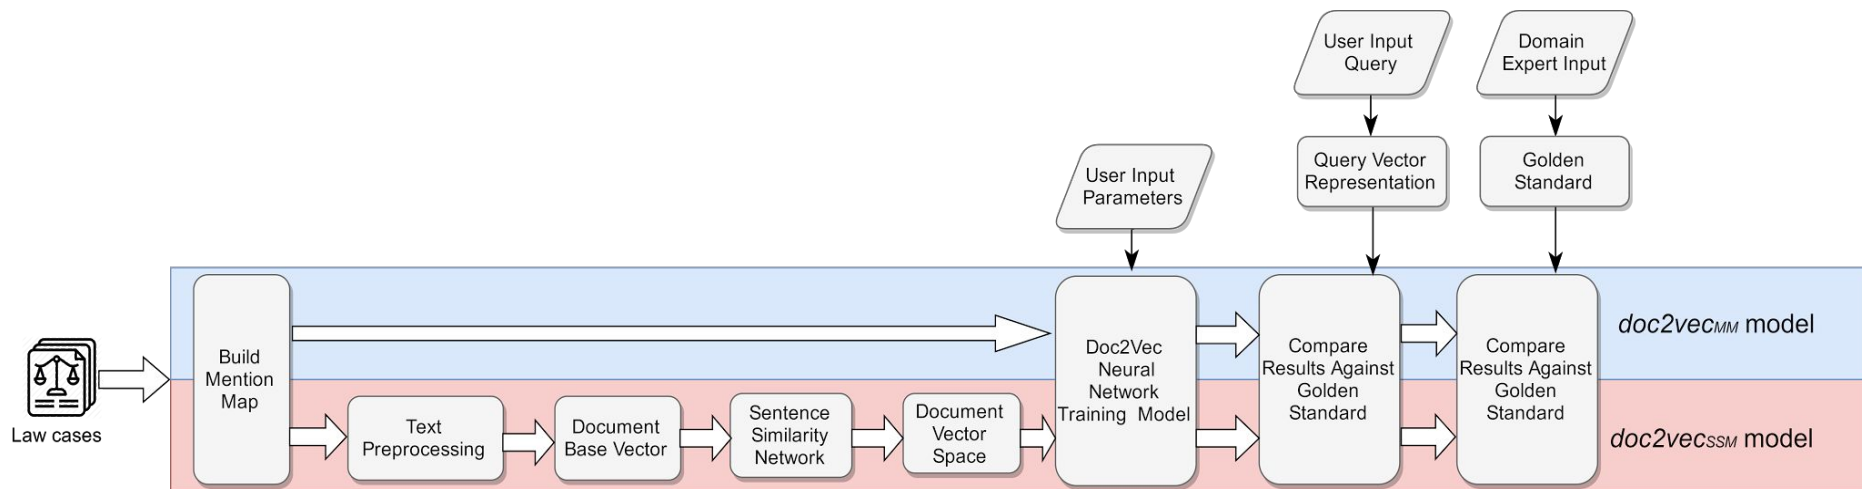 User Input
Query
Domain
Expert Input
User Input
Parameters
Query Vector
Representation
Golden
Standard
Law cases
Build
Mention
Map
Text
Preprocessing
Document
Base Vector
Sentence
Similarity
Network
Document
Vector
Space
Doc2Vec
Neural
Network
Training Model
Compare
Results Against
Golden
Standard
Compare
Results Against
Golden
Standard
doc2vecMM model
doc2vecSSM model